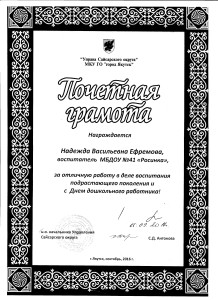 "Управа Сайсарского округа"
МКУ ГО "город Якутск"
Почетная
грамота
Награждается
Надежда Васильевна Ефремова,
воспитатель МБДОУ №41 «Росинка»,
за отличную работу в деле воспитания
подрастающего поколения и
с Днем дошкольного работника!
и.о. начальника Управления
Сайсарского округа
С.Д. Антонова
г.Якутск, сентябрь, 2016 г.